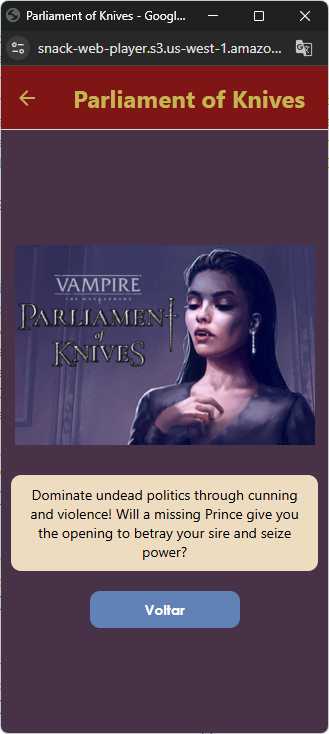 Parliament of Knives - Googl...
snack-web-player.s3.us-west-1.amazo...
Parliament of Knives
VAMPIRE
THE MASQUERADE
PARLIAMENT
of
KNIVES
Dominate undead politics through cunning
and violence! Will a missing Prince give you
the opening to betray your sire and seize
power?
Voltar